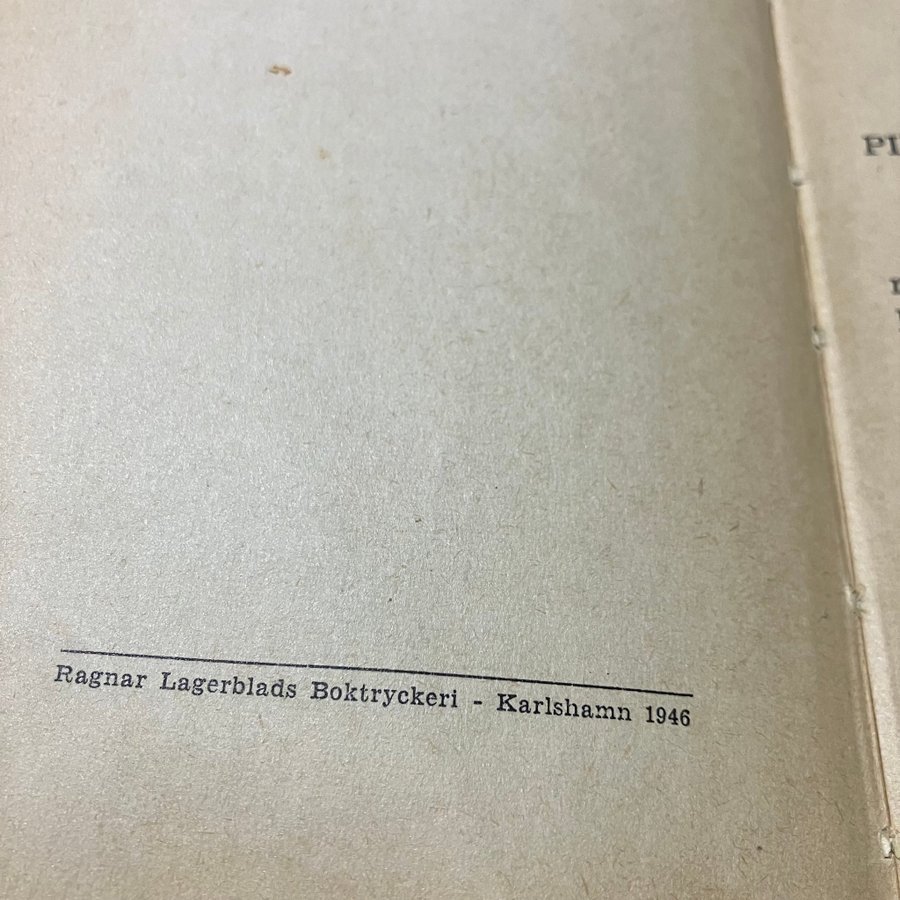 Ragnar Lagerblads Boktryckeri - Karlshamn 1946